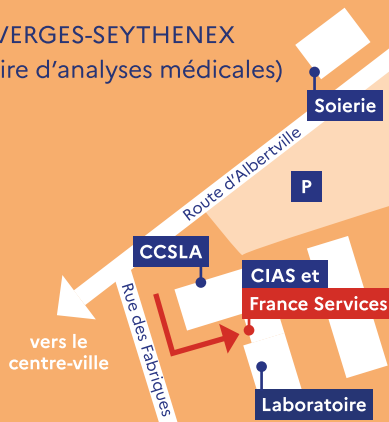 VERGES-SEYTHENEX
ire d'analyses médicales)
Soierie
Route d'Albertville
P
CCSLA
CIAS et
France Services
Rue des Fabriques
vers le
centre-ville
Laboratoire